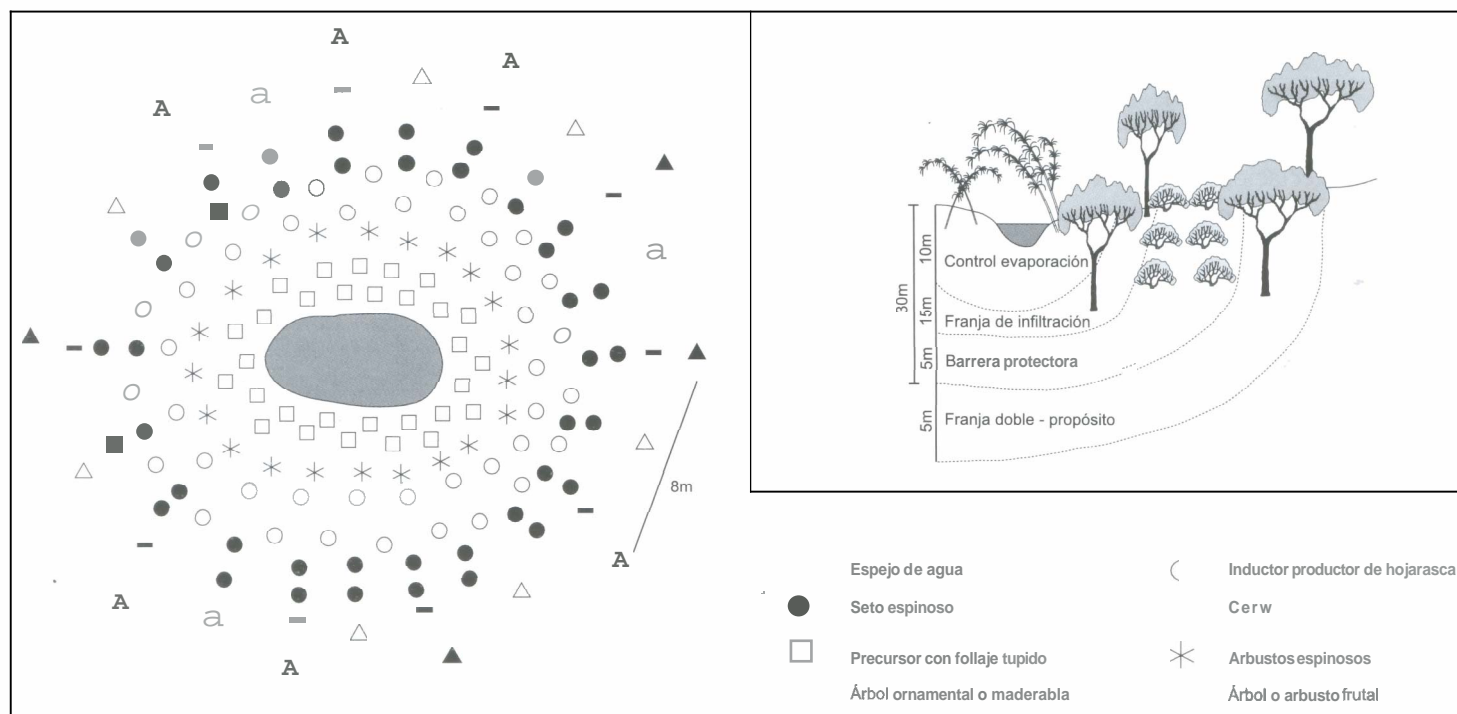 A
A
A
a
a
8m
A
A
a
A
10m
30m
15m
5m
5m
Control evaporación
Franja de infiltración
Barrera protectora
Franja doble - propósito
Espejo de agua
Inductor productor de hojarasca
Seto espinoso
Cerw
Precursor con follaje tupido
Arbustos espinosos
Árbol ornamental o maderabla
Árbol o arbusto frutal